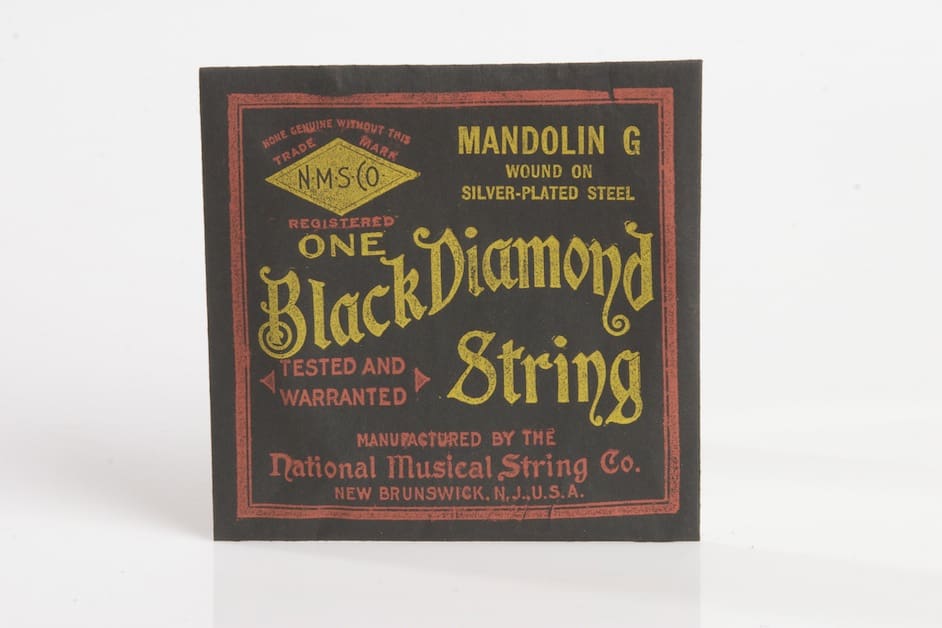 NONE GENUINE WITHOUT THIS
TRADE MARK
N·M·S·CO
REGISTERED
MANDOLIN G
WOUND ON
SILVER-PLATED STEEL
ONE
Black Diamond
String
TESTED AND
WARRANTED
MANUFACTURED BY THE
National Musical String Co.
NEW BRUNSWICK, N.J., U.S.A.